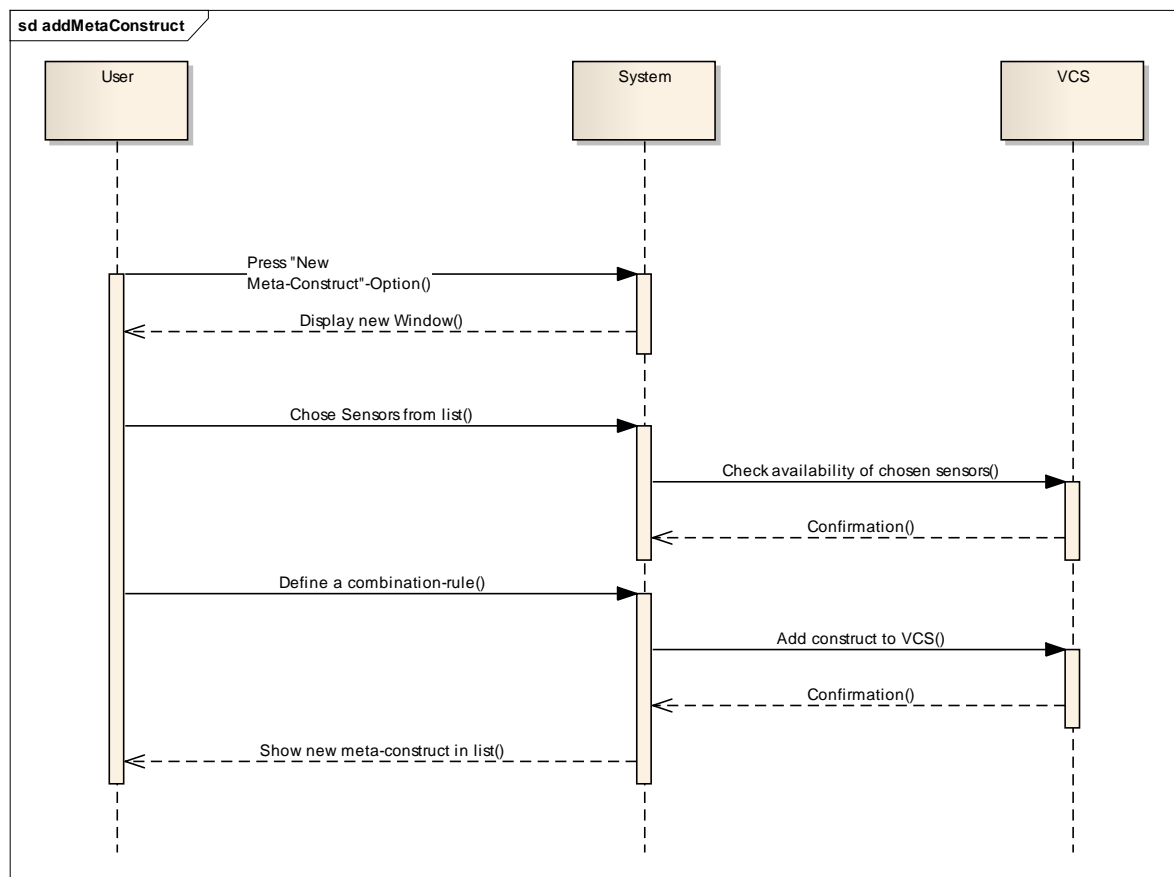 sd addMetaConstruct
User
System
VCS
Press "New
Meta-Construct"-Option()
Display new Window()
Chose Sensors from list()
Check availability of chosen sensors()
Confirmation()
Define a combination-rule()
Add construct to VCS()
Confirmation()
Show new meta-construct in list()